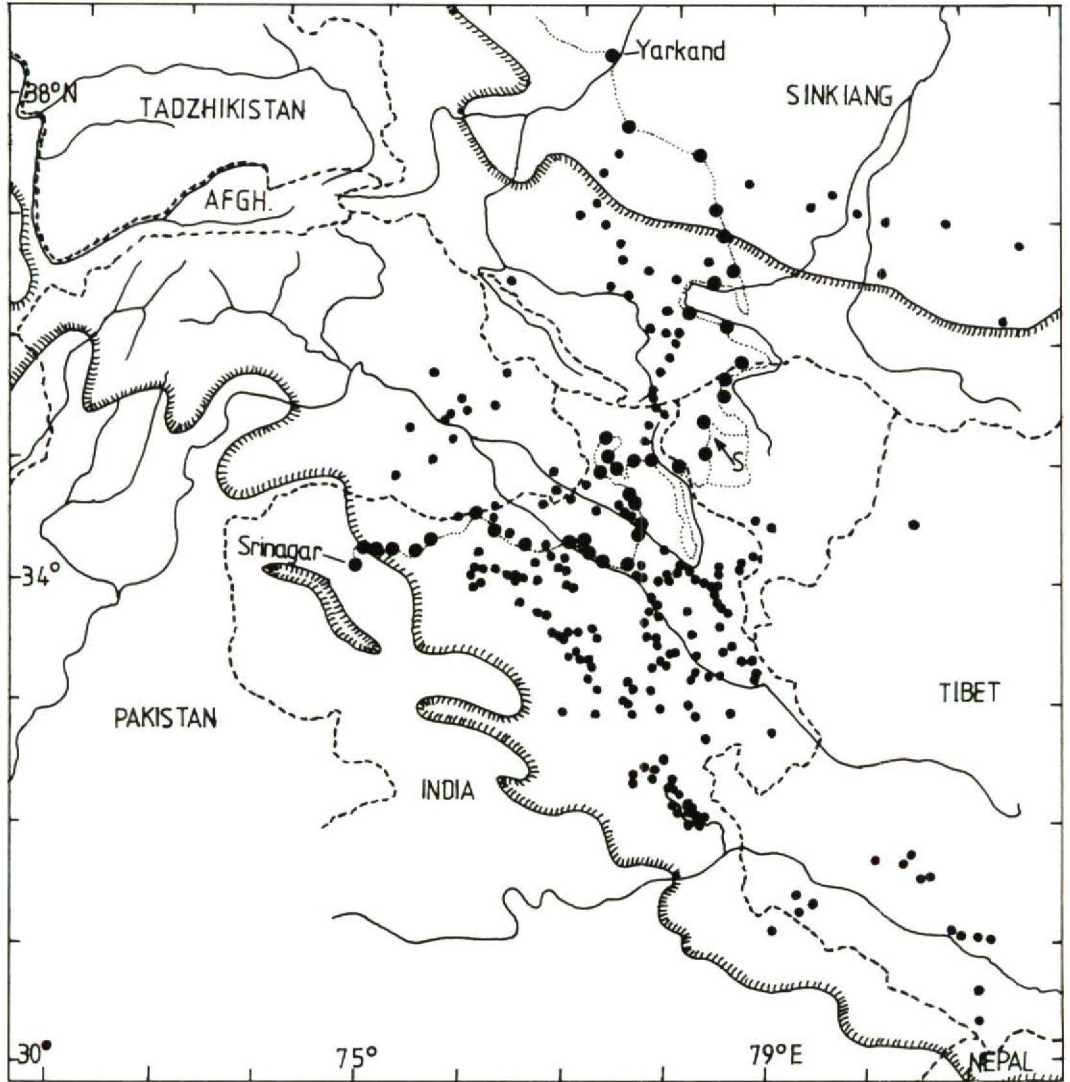 Yarkand
38°N
SINKIANG
TADZHIKISTAN
AFGH.
S
Srinagar
34°
TIBET
PAKISTAN
INDIA
30°
75°
79°E
NEPAL